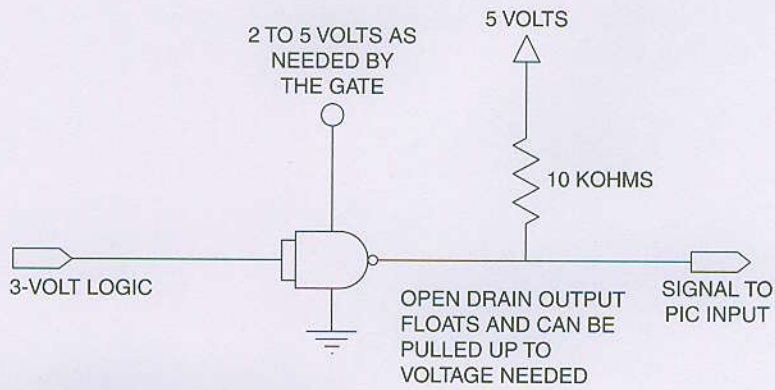 2 TO 5 VOLTS AS
NEEDED BY
THE GATE
5 VOLTS
10 KOHMS
3-VOLT LOGIC
OPEN DRAIN OUTPUT
FLOATS AND CAN BE
PULLED UP TO
VOLTAGE NEEDED
SIGNAL TO
PIC INPUT